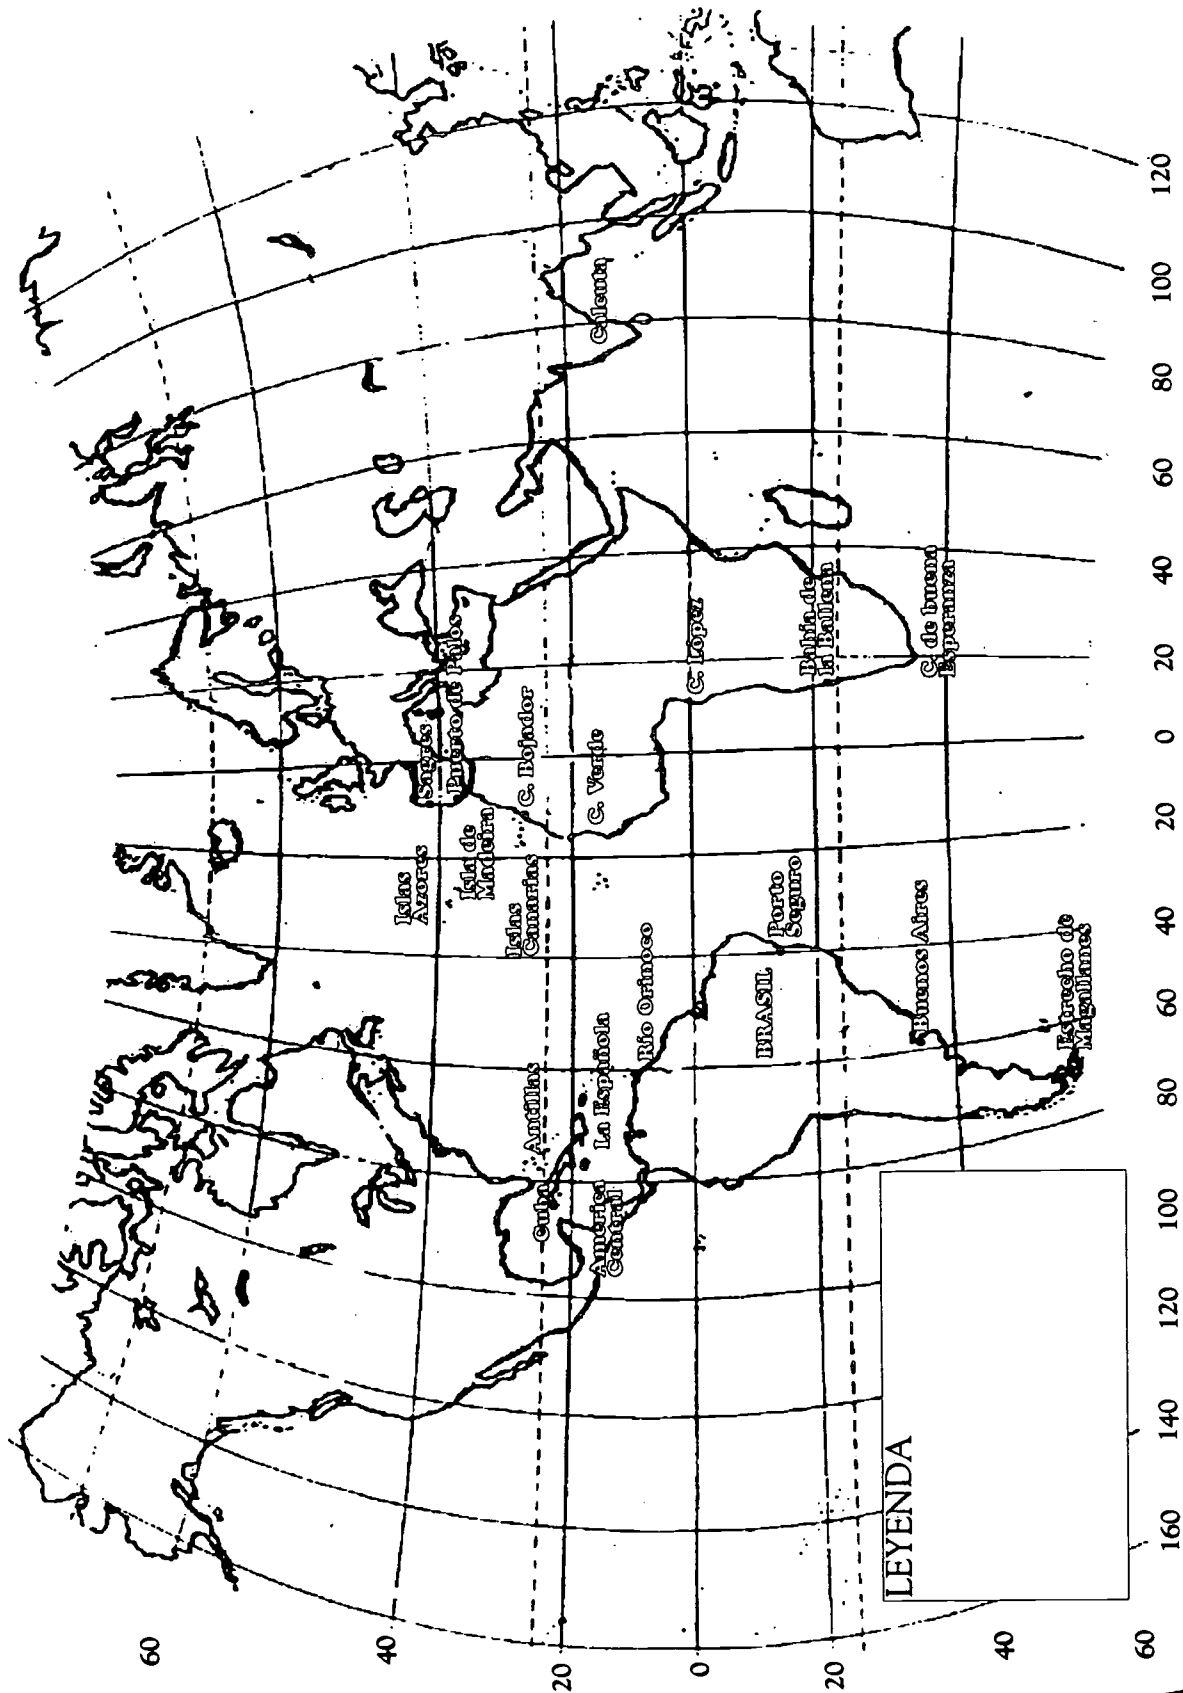 Calcuta
Sagres
Puerto de Palos
C. Bojador
C. Verde
C. López
Bahía de
la Ballena
C. de buena
Esperanza
Islas
Azores
Isla de
Madeira
Islas
Canarias
Porto
Seguro
Río Orinoco
BRASIL
Buenos Aires
Estrecho de
Magallanes
Antillas
La Española
Cuba
América
Central
LEYENDA
60
40
20
0
20
40
60
160
140
120
100
80
60
40
20
0
20
40
60
80
100
120